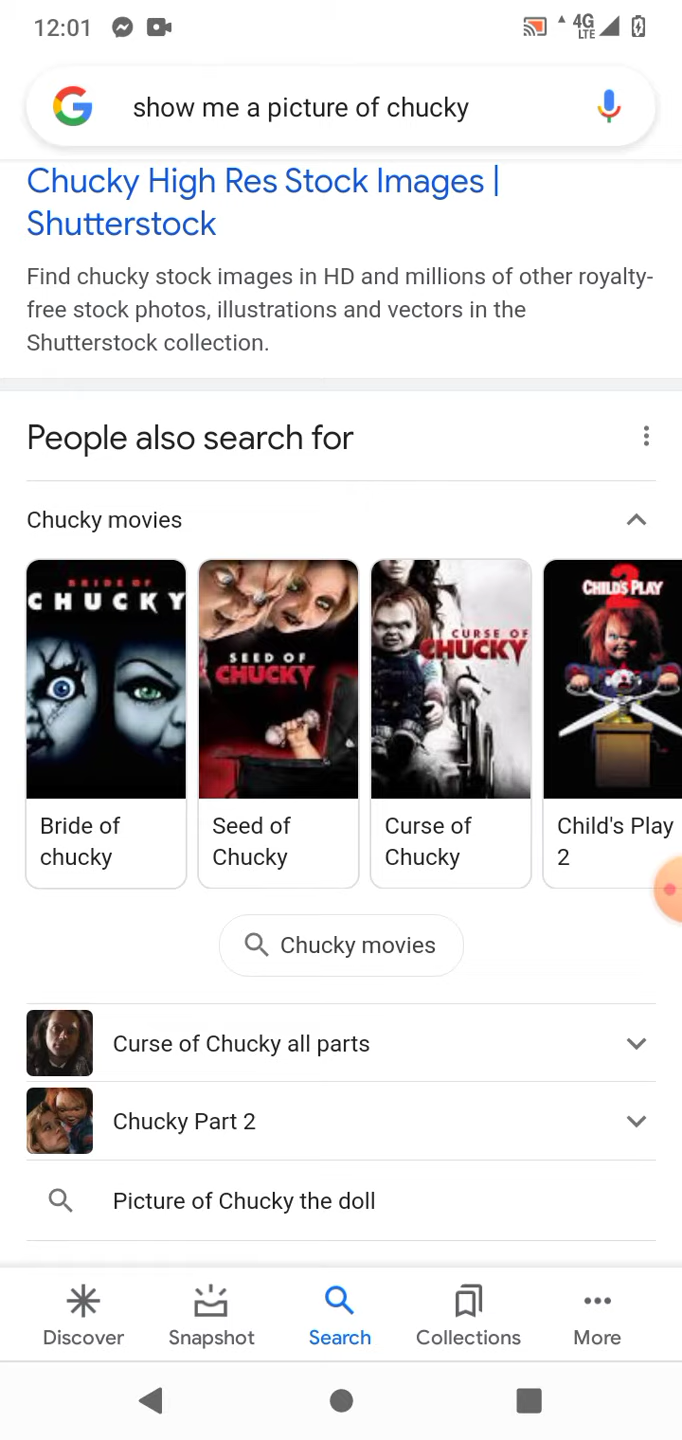 12:01
4G
LTE
show me a picture of chucky
Chucky High Res Stock Images |
Shutterstock
Find chucky stock images in HD and millions of other royalty-
free stock photos, illustrations and vectors in the
Shutterstock collection.
People also search for
Chucky movies
BRIDE OF
CHUCKY
SEED OF
CHUCKY
CURSE OF
CHUCKY
CHILD'S PLAY
2
Bride of
chucky
Seed of
Chucky
Curse of
Chucky
Child's Play
2
Chucky movies
Curse of Chucky all parts
Chucky Part 2
Picture of Chucky the doll
Discover
Snapshot
Search
Collections
More